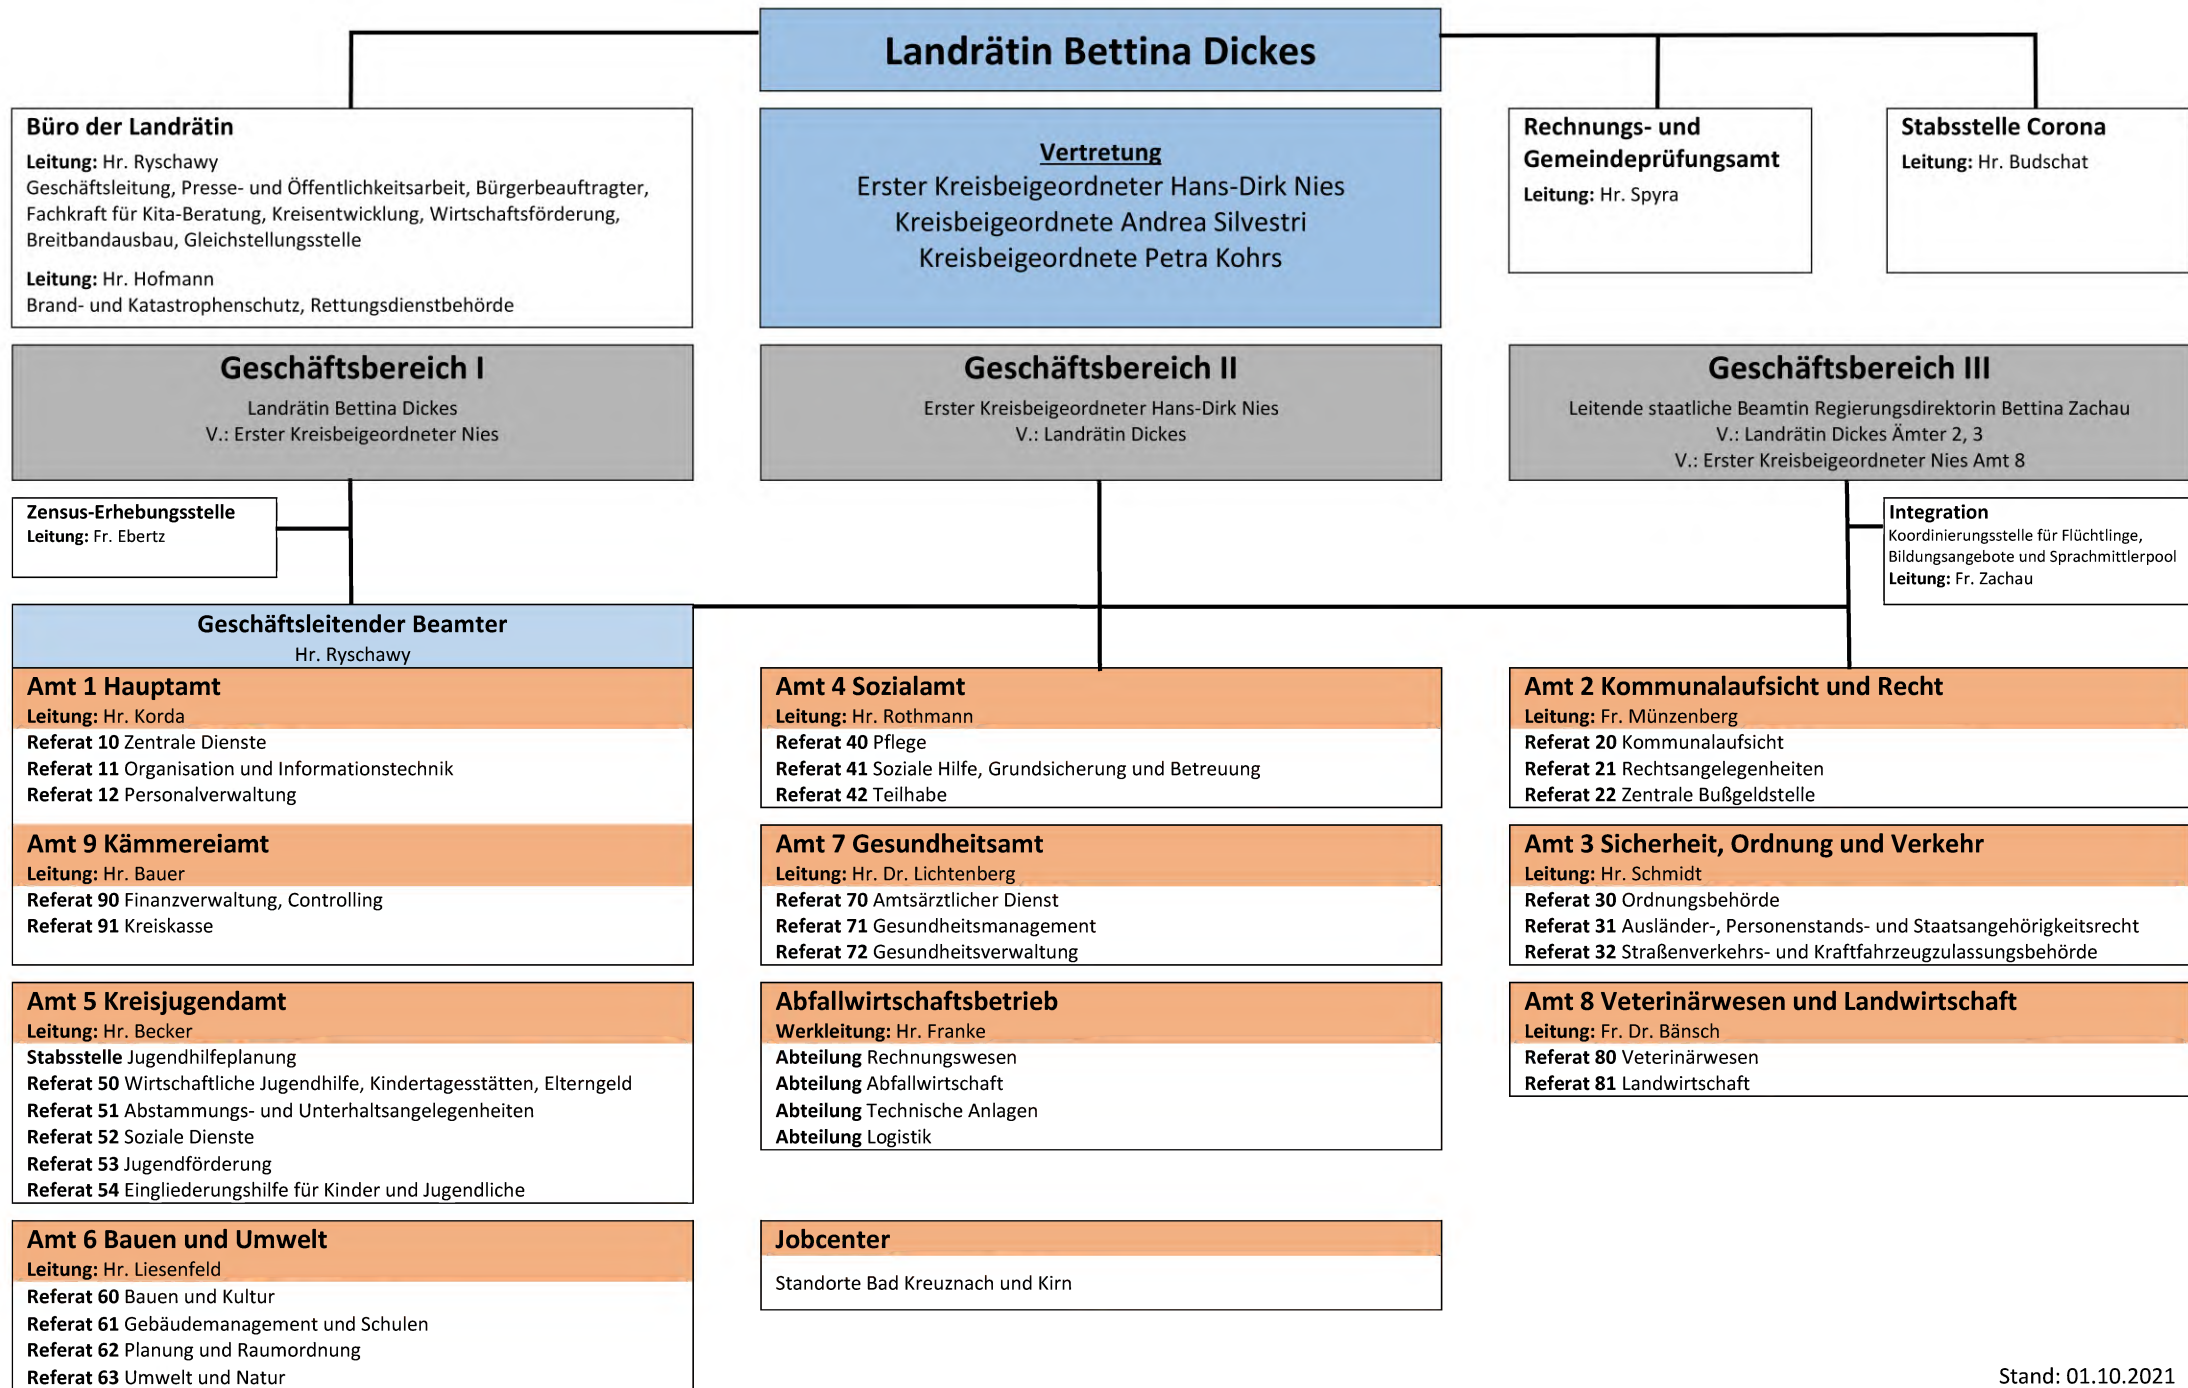 Landrätin Bettina Dickes
Büro der Landrätin
Leitung: Hr. Ryschawy
Geschäftsleitung, Presse- und Öffentlichkeitsarbeit, Bürgerbeauftragter,
Fachkraft für Kita-Beratung, Kreisentwicklung, Wirtschaftsförderung,
Breitbandausbau, Gleichstellungsstelle
Leitung: Hr. Hofmann
Brand- und Katastrophenschutz, Rettungsdienstbehörde
Vertretung
Erster Kreisbeigeordneter Hans-Dirk Nies
Kreisbeigeordnete Andrea Silvestri
Kreisbeigeordnete Petra Kohrs
Rechnungs- und
Gemeindeprüfungsamt
Leitung: Hr. Spyra
Stabsstelle Corona
Leitung: Hr. Budschat
Geschäftsbereich I
Landrätin Bettina Dickes
V.: Erster Kreisbeigeordneter Nies
Geschäftsbereich II
Erster Kreisbeigeordneter Hans-Dirk Nies
V.: Landrätin Dickes
Geschäftsbereich III
Leitende staatliche Beamtin Regierungsdirektorin Bettina Zachau
V.: Landrätin Dickes Ämter 2, 3
V.: Erster Kreisbeigeordneter Nies Amt 8
Zensus-Erhebungsstelle
Leitung: Fr. Ebertz
Integration
Koordinierungsstelle für Flüchtlinge,
Bildungsangebote und Sprachmittlerpool
Leitung: Fr. Zachau
Geschäftsleitender Beamter
Hr. Ryschawy
Amt 1 Hauptamt
Leitung: Hr. Korda
Referat 10 Zentrale Dienste
Referat 11 Organisation und Informationstechnik
Referat 12 Personalverwaltung
Amt 9 Kämmereiamt
Leitung: Hr. Bauer
Referat 90 Finanzverwaltung, Controlling
Referat 91 Kreiskasse
Amt 5 Kreisjugendamt
Leitung: Hr. Becker
Stabsstelle Jugendhilfeplanung
Referat 50 Wirtschaftliche Jugendhilfe, Kindertagesstätten, Elterngeld
Referat 51 Abstammungs- und Unterhaltsangelegenheiten
Referat 52 Soziale Dienste
Referat 53 Jugendförderung
Referat 54 Eingliederungshilfe für Kinder und Jugendliche
Amt 6 Bauen und Umwelt
Leitung: Hr. Liesenfeld
Referat 60 Bauen und Kultur
Referat 61 Gebäudemanagement und Schulen
Referat 62 Planung und Raumordnung
Referat 63 Umwelt und Natur
Amt 4 Sozialamt
Leitung: Hr. Rothmann
Referat 40 Pflege
Referat 41 Soziale Hilfe, Grundsicherung und Betreuung
Referat 42 Teilhabe
Amt 7 Gesundheitsamt
Leitung: Hr. Dr. Lichtenberg
Referat 70 Amtsärztlicher Dienst
Referat 71 Gesundheitsmanagement
Referat 72 Gesundheitsverwaltung
Abfallwirtschaftsbetrieb
Werkleitung: Hr. Franke
Abteilung Rechnungswesen
Abteilung Abfallwirtschaft
Abteilung Technische Anlagen
Abteilung Logistik
Jobcenter
Standorte Bad Kreuznach und Kirn
Amt 2 Kommunalaufsicht und Recht
Leitung: Fr. Münzenberg
Referat 20 Kommunalaufsicht
Referat 21 Rechtsangelegenheiten
Referat 22 Zentrale Bußgeldstelle
Amt 3 Sicherheit, Ordnung und Verkehr
Leitung: Hr. Schmidt
Referat 30 Ordnungsbehörde
Referat 31 Ausländer-, Personenstands- und Staatsangehörigkeitsrecht
Referat 32 Straßenverkehrs- und Kraftfahrzeugzulassungsbehörde
Amt 8 Veterinärwesen und Landwirtschaft
Leitung: Fr. Dr. Bänsch
Referat 80 Veterinärwesen
Referat 81 Landwirtschaft
Stand: 01.10.2021